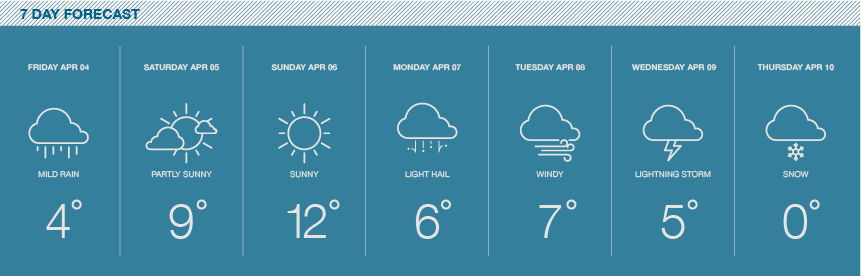 7 DAY FORECAST
FRIDAY APR 04
MILD RAIN
4°
SATURDAY APR 05
PARTLY SUNNY
9°
SUNDAY APR 06
SUNNY
12°
MONDAY APR 07
LIGHT HAIL
6°
TUESDAY APR 08
WINDY
7°
WEDNESDAY APR 09
LIGHTNING STORM
5°
THURSDAY APR 10
SNOW
0°